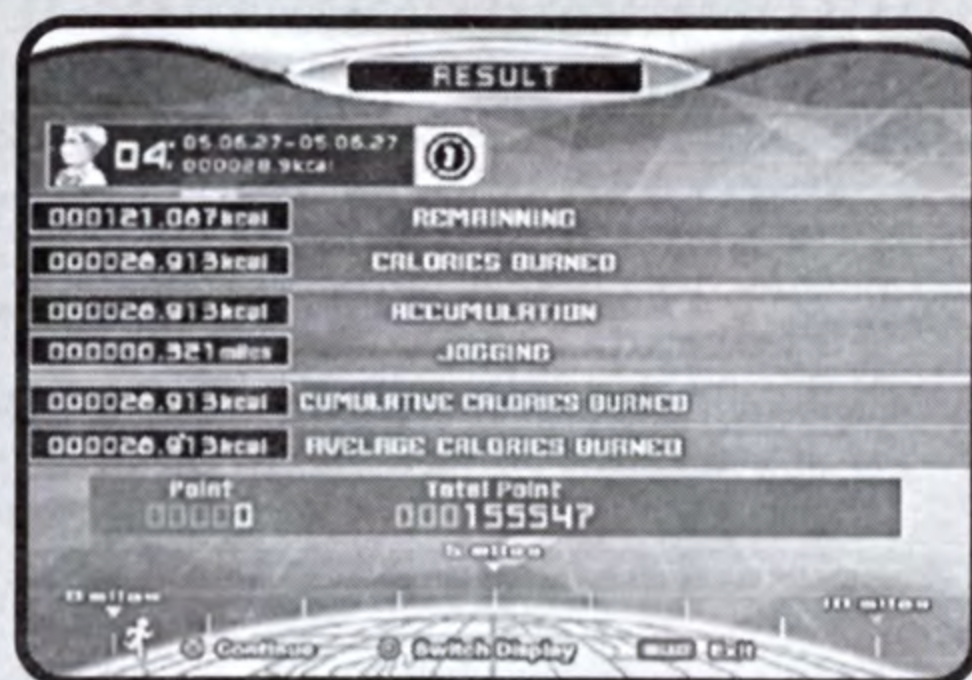 RESULT
04: 05.06.27-05.06.27
000028.9kcal
000121.087kcal REMAINNING
000028.913kcal CALORIES BURNED
000028.913kcal ACCUMULATION
000000.321miles JOGGING
000028.913kcal CUMULATIVE CALORIES BURNED
000028.913kcal AVELAGE CALORIES BURNED
Point Total Point
00000 000155547
5 miles
0 miles 10 miles
Continue Switch Display SELECT Exit